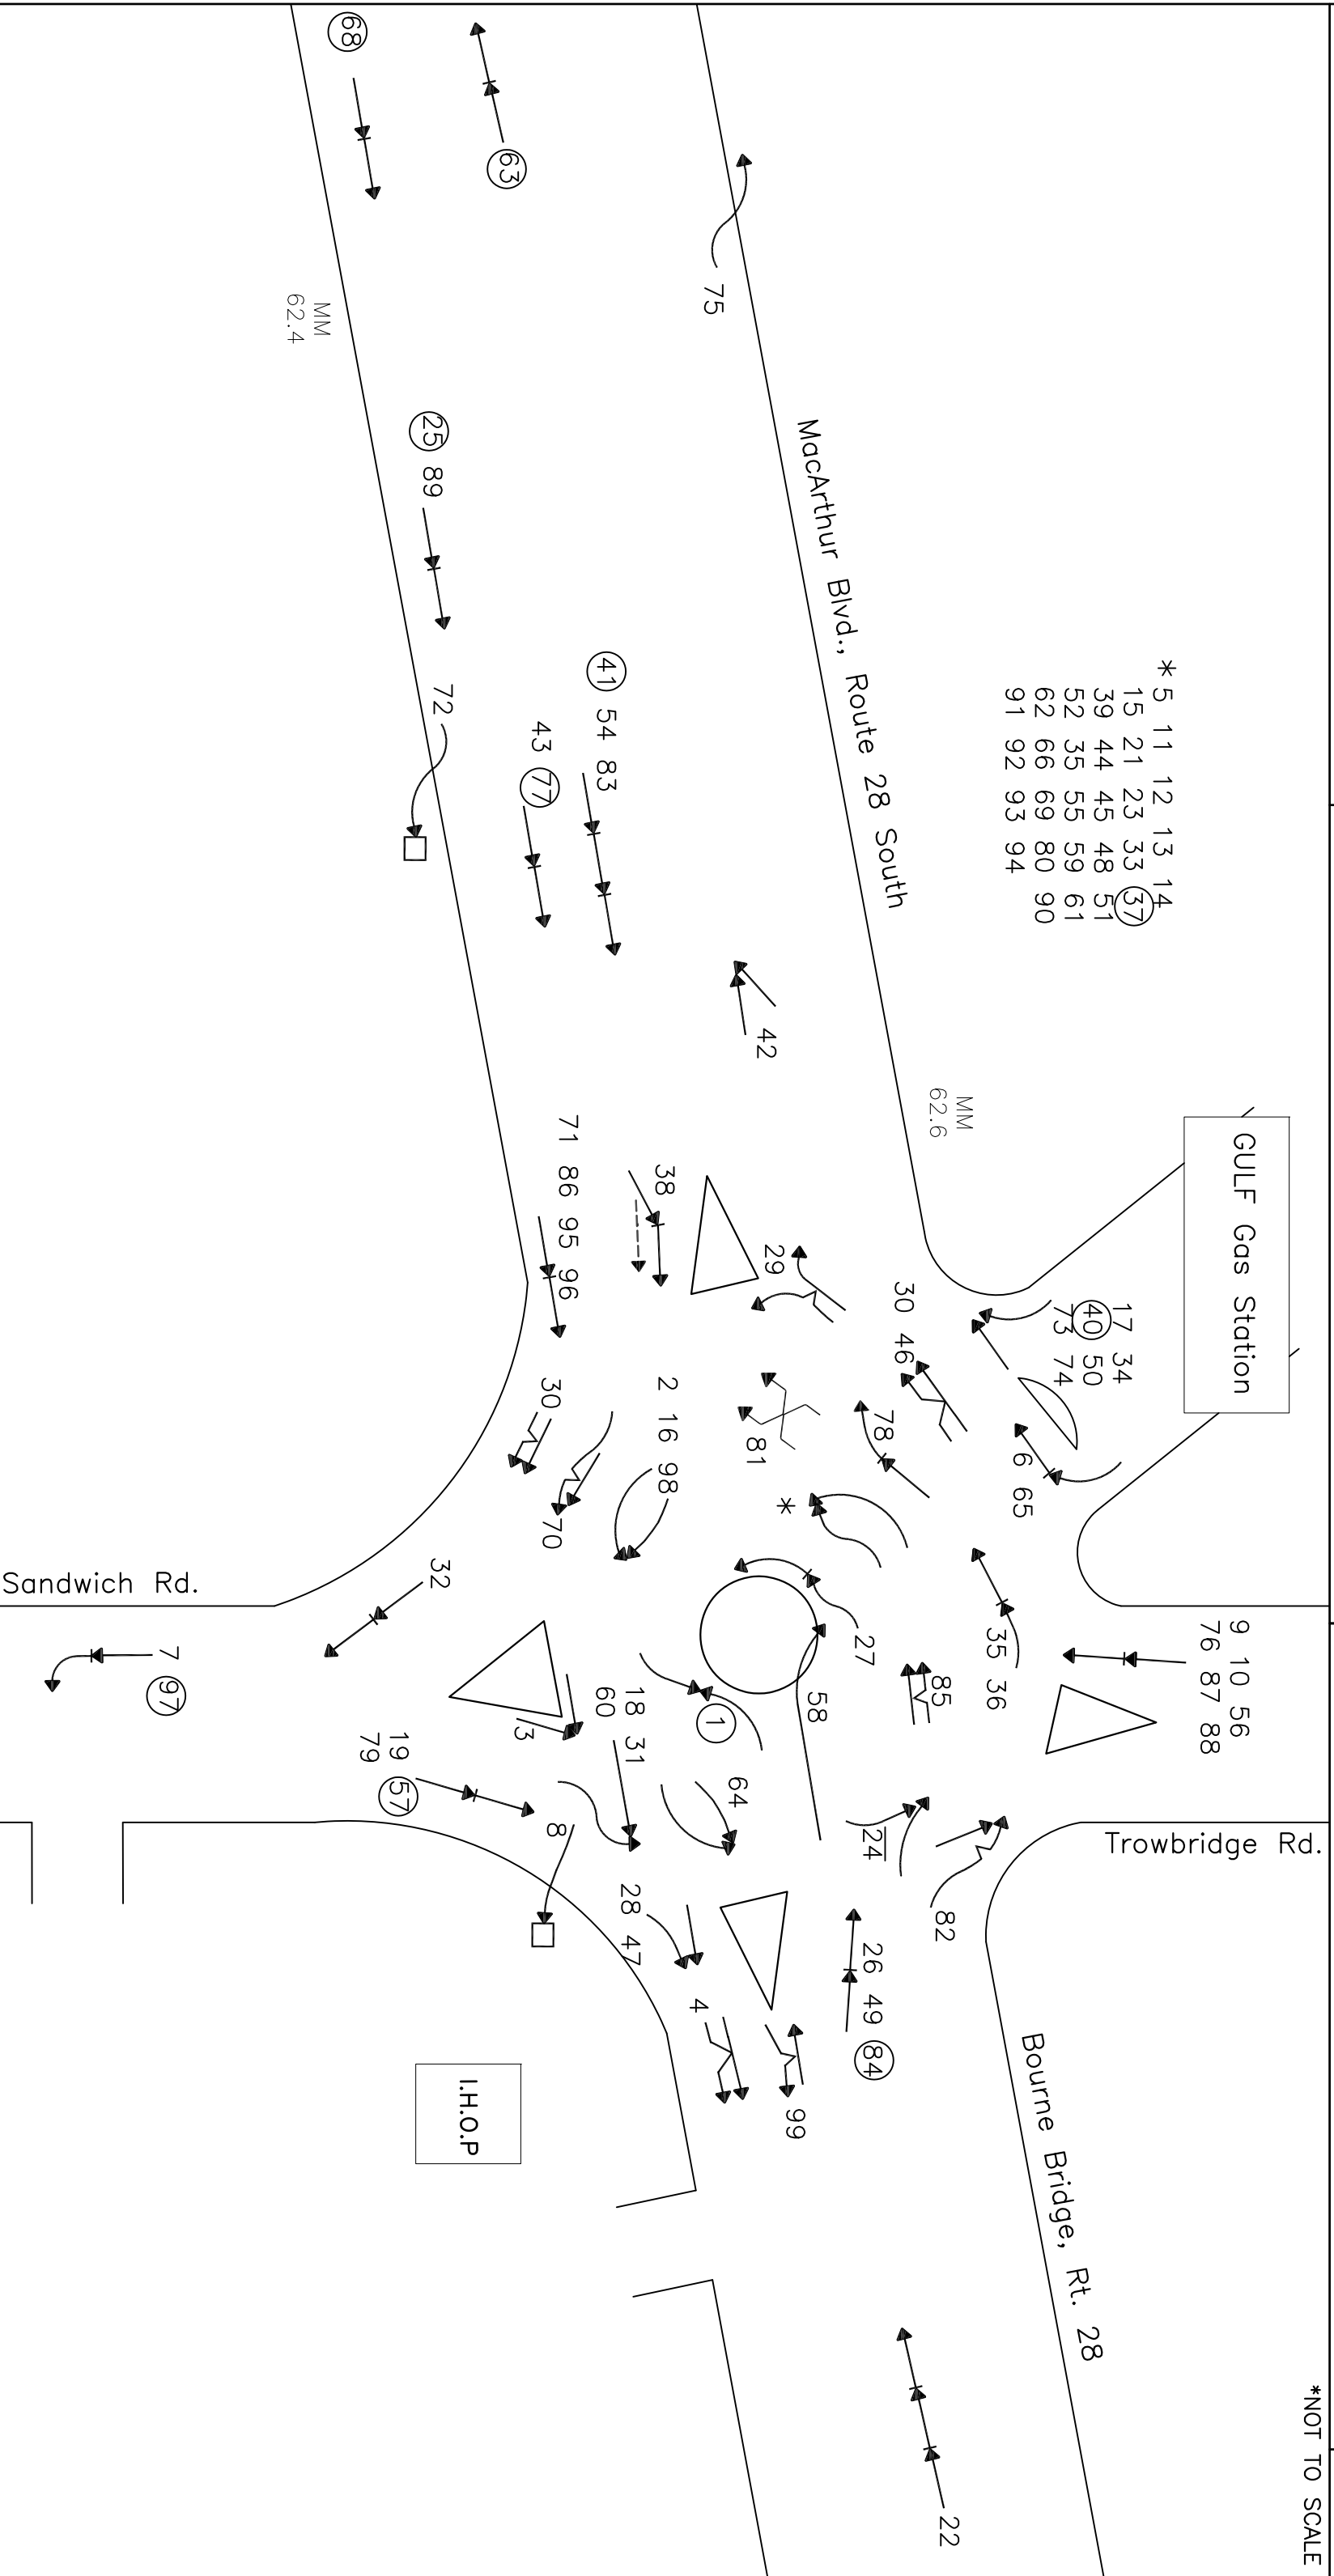 *NOT TO SCALE
GULF Gas Station
Trowbridge Rd.
9 10 56
76 87 88
* 5 11 12 13 14
15 21 23 33 37
39 44 45 48 51
52 35 55 59 61
62 66 69 80 90
91 92 93 94
17 34
40 50
73 74
6 65
Bourne Bridge, Rt. 28
MM
62.6
35 36
82
22
85
30 46
78
24
26 49 84
27
MacArthur Blvd., Route 28 South
58
99
*
29
42
81
64
75
1
4
38
2 16 98
18 31
60
28 47
41 54 83
71 86 95 96
43 77
30
70
8
3
63
I.H.O.P
72
25 89
32
19 57
79
68
MM
62.4
7 97
Sandwich Rd.